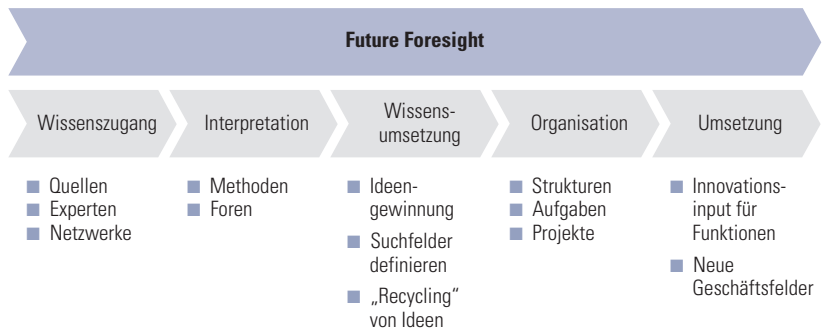 Future Foresight
Wissenszugang
Interpretation
Wissens-
umsetzung
Organisation
Umsetzung
Quellen
Experten
Netzwerke
Methoden
Foren
Ideen-
gewinnung
Suchfelder
definieren
„Recycling“
von Ideen
Strukturen
Aufgaben
Projekte
Innovations-
input für
Funktionen
Neue
Geschäftsfelder